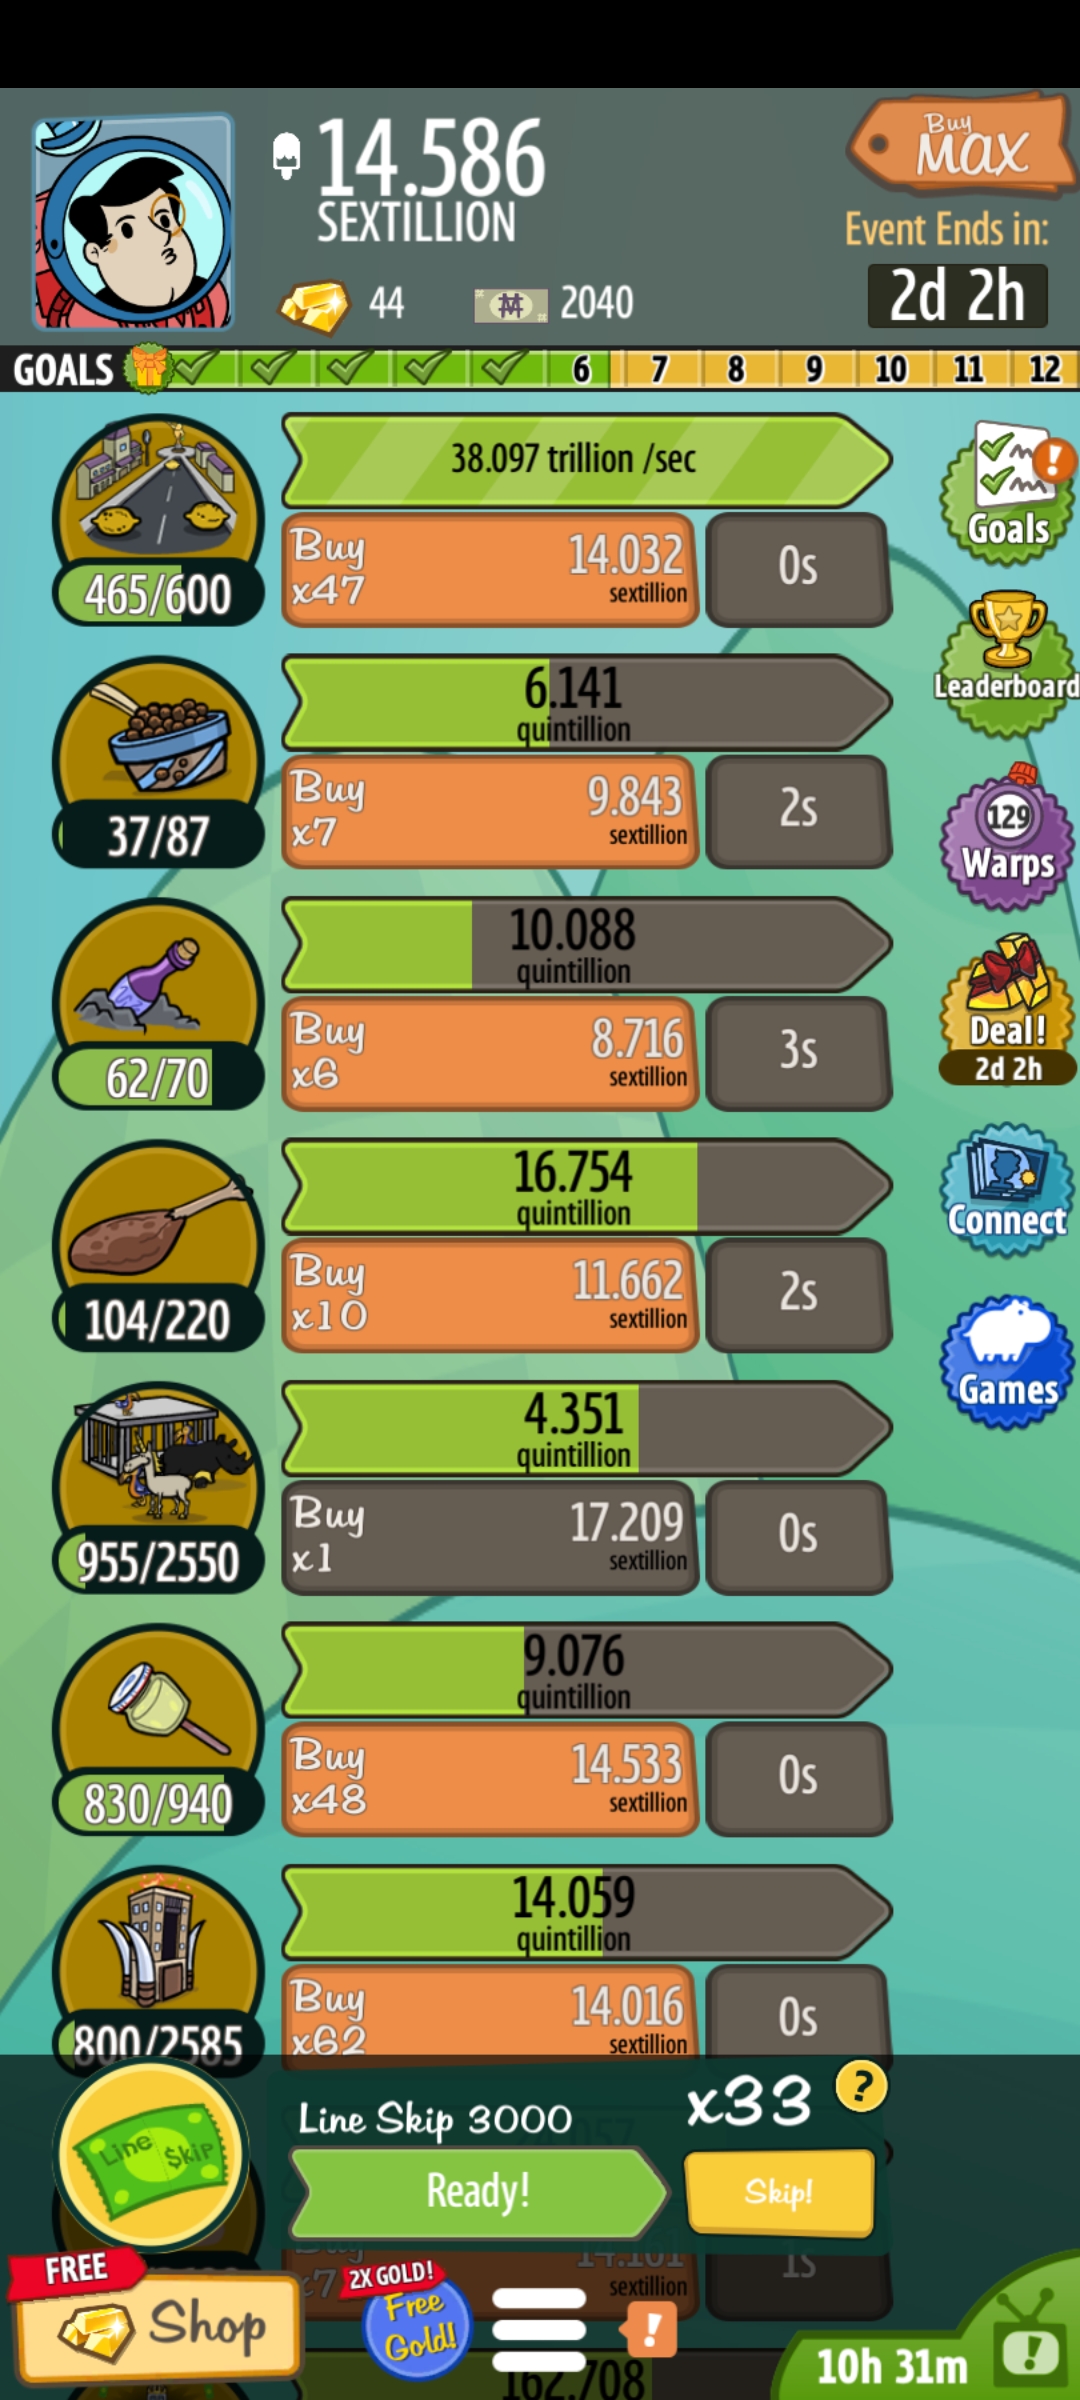 14.586
SEXTILLION
Buy
MAX
Event Ends in:
2d 2h
44
2040
GOALS 6 7 8 9 10 11 12
38.097 trillion /sec
Buy
x47
14.032
sextillion
0s
465/600
Goals
Leaderboard
6.141
quintillion
Buy
x7
9.843
sextillion
2s
37/87
129
Warps
10.088
quintillion
Buy
x6
8.716
sextillion
3s
62/70
Deal!
2d 2h
16.754
quintillion
Buy
x10
11.662
sextillion
2s
104/220
Connect
Games
4.351
quintillion
Buy
x1
17.209
sextillion
0s
955/2550
9.076
quintillion
Buy
x48
14.533
sextillion
0s
830/940
14.059
quintillion
Buy
x62
14.016
sextillion
0s
800/2585
Line Skip
Line Skip 3000
x33
?
Ready!
Skip!
Buy
x7
14.161
sextillion
1s
FREE
Shop
2X GOLD!
Free
Gold!
!
162.708
10h 31m